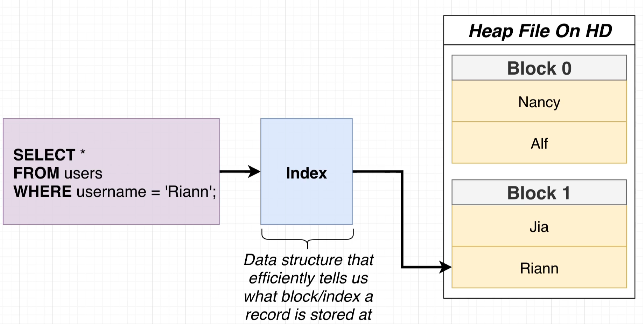 SELECT *
FROM users
WHERE username = 'Riann';
Index
Data structure that
efficiently tells us
what block/index a
record is stored at
Heap File On HD
Block 0
Nancy
Alf
Block 1
Jia
Riann